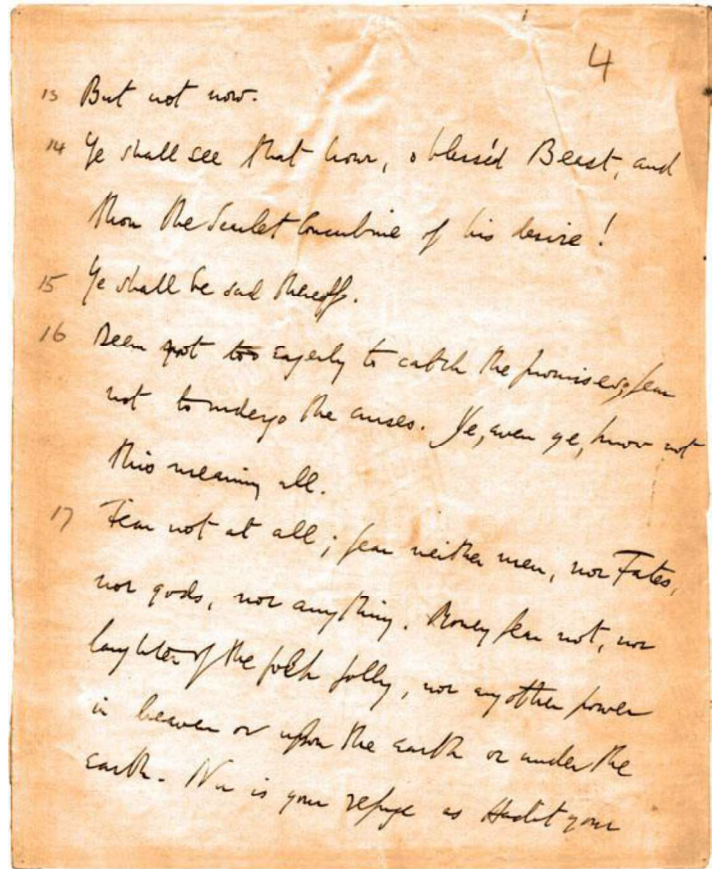 4
13 But not now.
14 Ye shall see that hour, o blesséd Beast, and
thou the Scarlet Concubine of his desire!
15 Ye shall be sad thereof.
16 Deem not too eagerly to catch the promises; fear
not to undergo the curses. Ye, even ye, know not
this meaning all.
17 Fear not at all; fear neither men, nor Fates,
nor gods, nor anything. Money fear not, nor
laughter of the folk folly, nor any other power
in heaven or upon the earth or under the
earth. Nu is your refuge as Hadit your